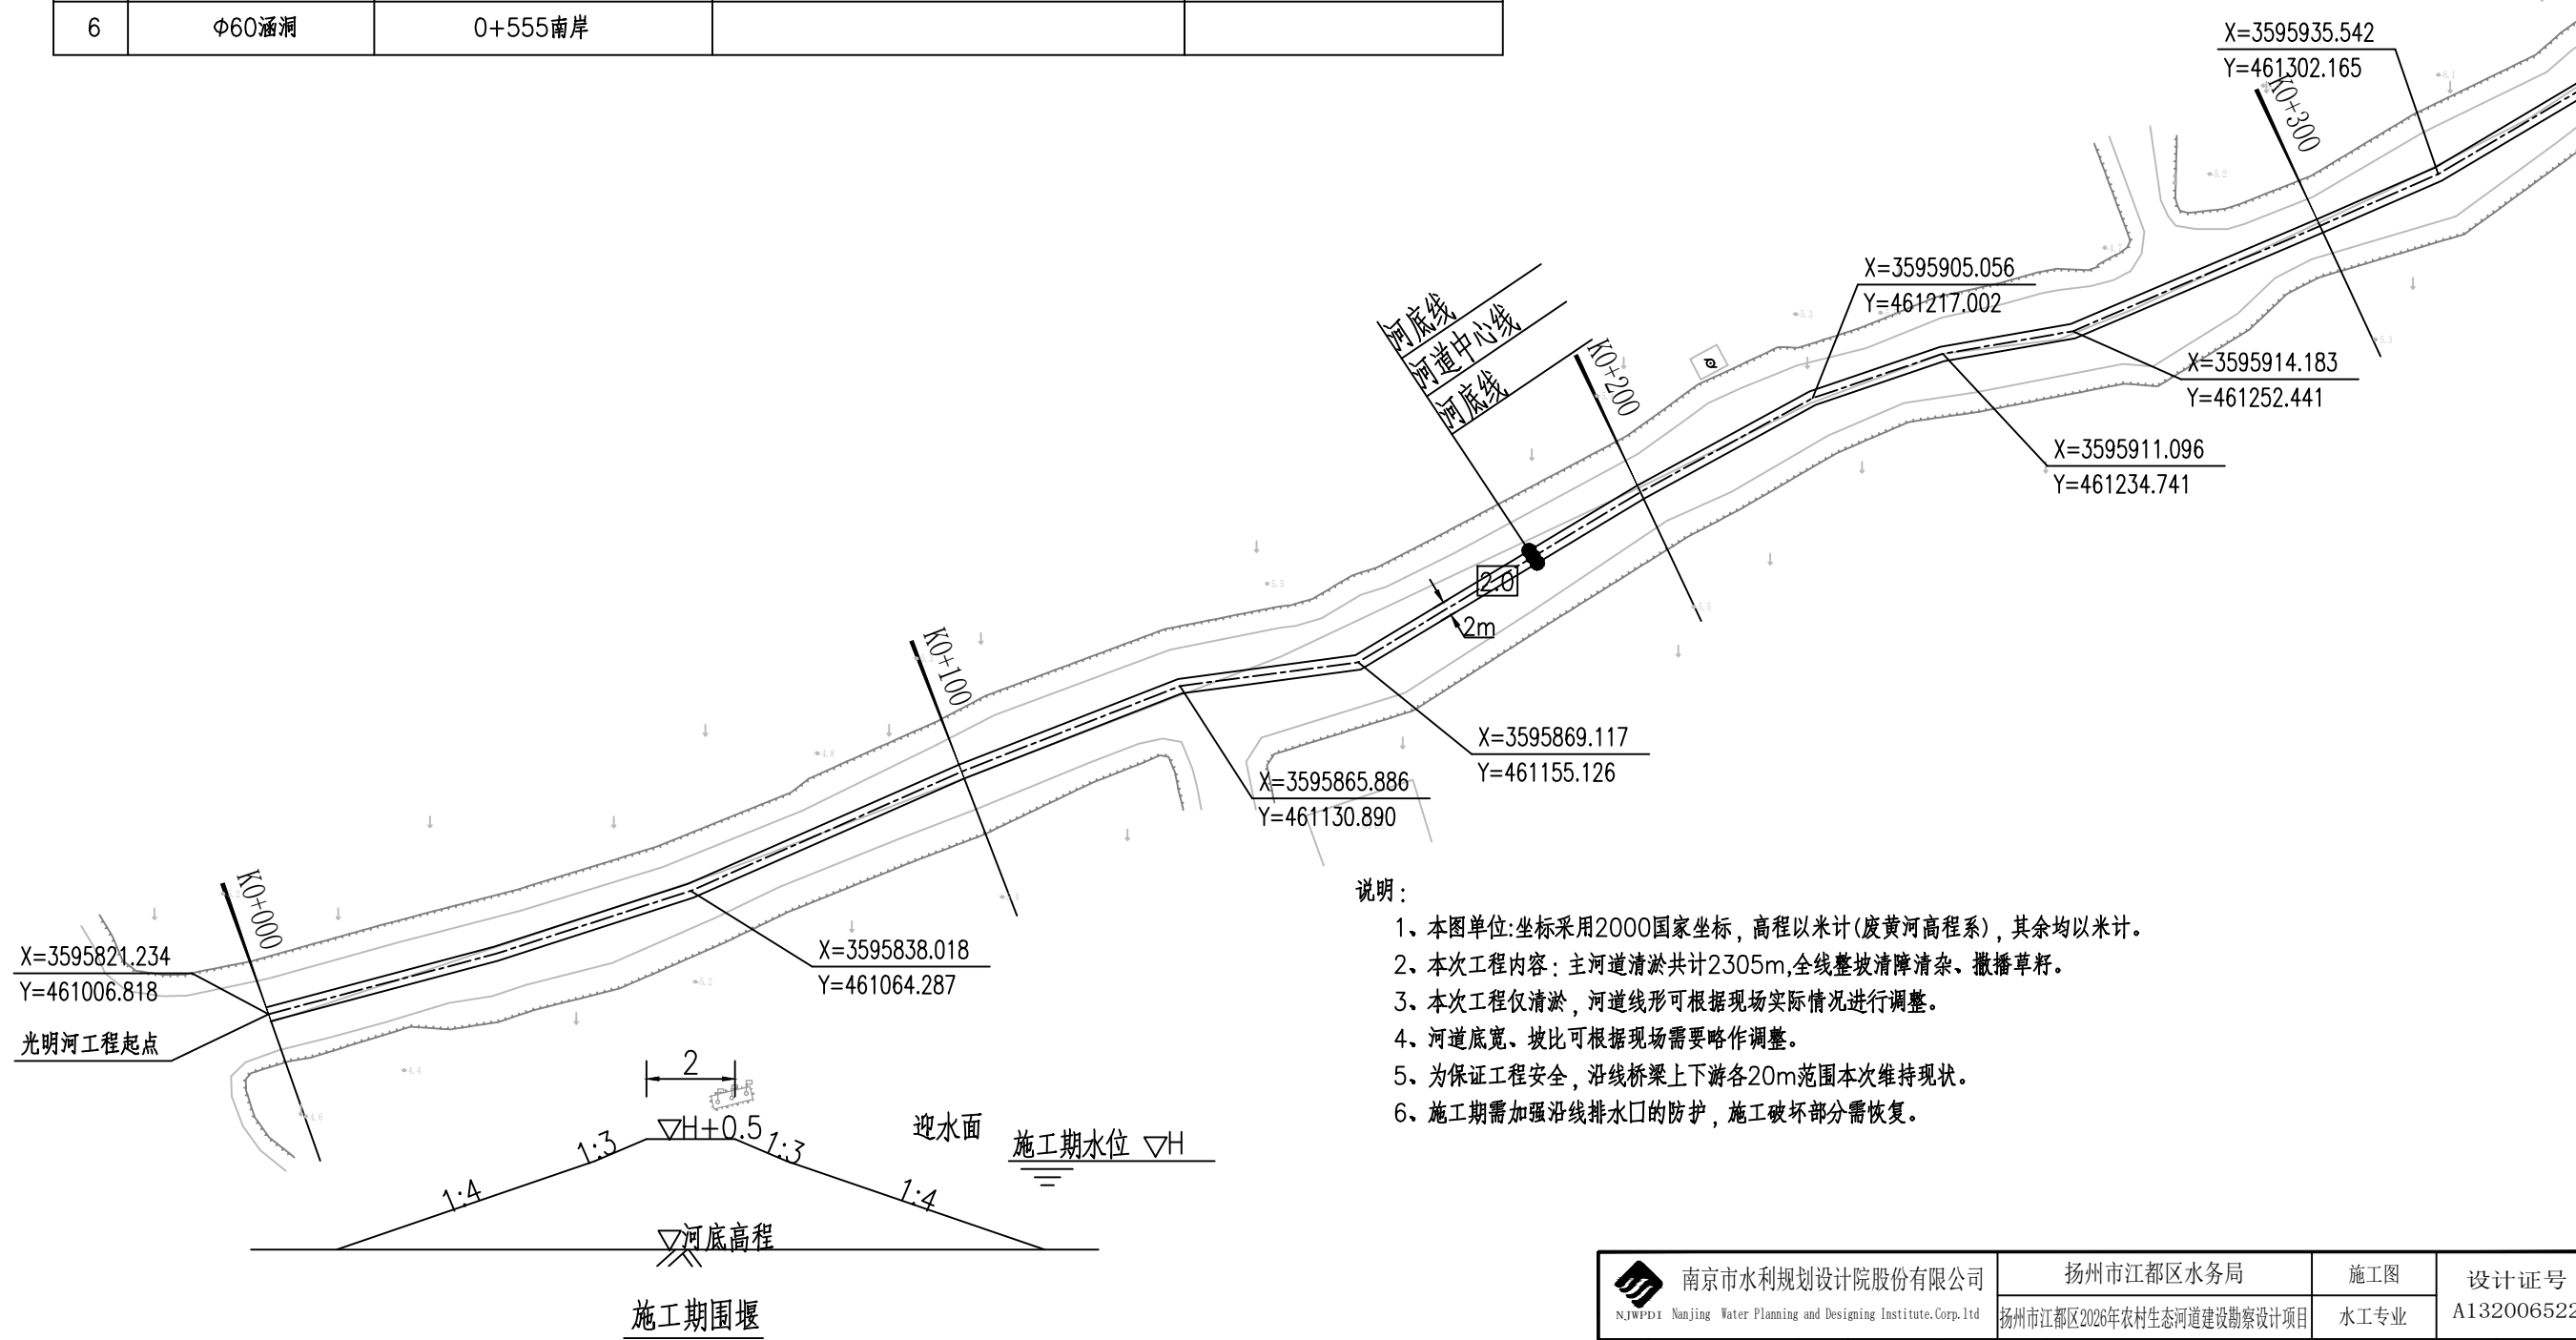 6 Φ60涵洞 0+555南岸
X=3595935.542
Y=461302.165
K0+300
X=3595905.056
Y=461217.002
河底线
河道中心线
河底线
K0+200
X=3595914.183
Y=461252.441
X=3595911.096
Y=461234.741
2.0
2m
K0+100
X=3595869.117
Y=461155.126
X=3595865.886
Y=461130.890
K0+000
X=3595838.018
Y=461064.287
X=3595821.234
Y=461006.818
光明河工程起点
说明：
1、本图单位:坐标采用2000国家坐标，高程以米计(废黄河高程系)，其余均以米计。
2、本次工程内容：主河道清淤共计2305m,全线整坡清障清杂、撒播草籽。
3、本次工程仅清淤，河道线形可根据现场实际情况进行调整。
4、河道底宽、坡比可根据现场需要略作调整。
5、为保证工程安全，沿线桥梁上下游各20m范围本次维持现状。
6、施工期需加强沿线排水口的防护，施工破坏部分需恢复。
2
▽H+0.5
1:3
1:3
迎水面
施工期水位 ▽H
1:4
1:4
▽河底高程
施工期围堰
NJWPDI
南京市水利规划设计院股份有限公司
Nanjing Water Planning and Designing Institute.Corp.ltd
扬州市江都区水务局
扬州市江都区2026年农村生态河道建设勘察设计项目
施工图
水工专业
设计证号
A132006522